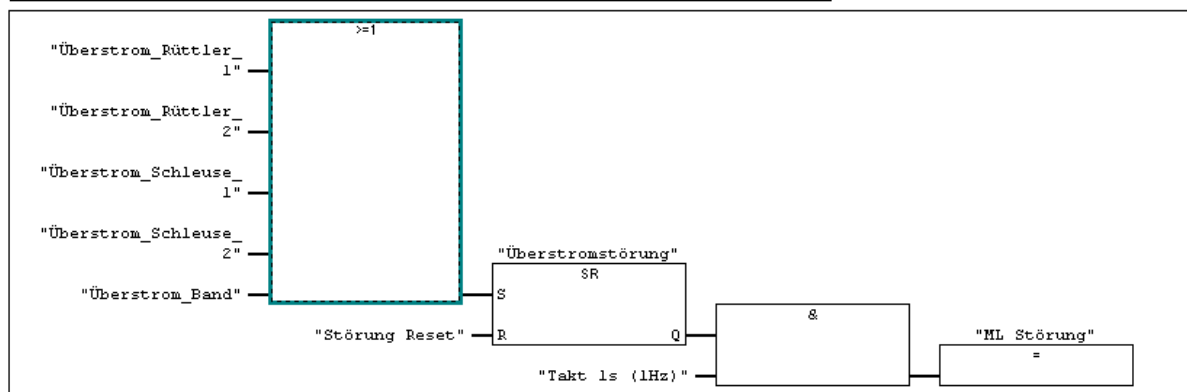 >=1
"Überstrom_Rüttler_
1"
"Überstrom_Rüttler_
2"
"Überstrom_Schleuse_
1"
"Überstrom_Schleuse_
2"
"Überstrom_Band"
"Überstromstörung"
SR
S
"Störung Reset"
R
Q
&
"Takt 1s (1Hz)"
"ML Störung"
=